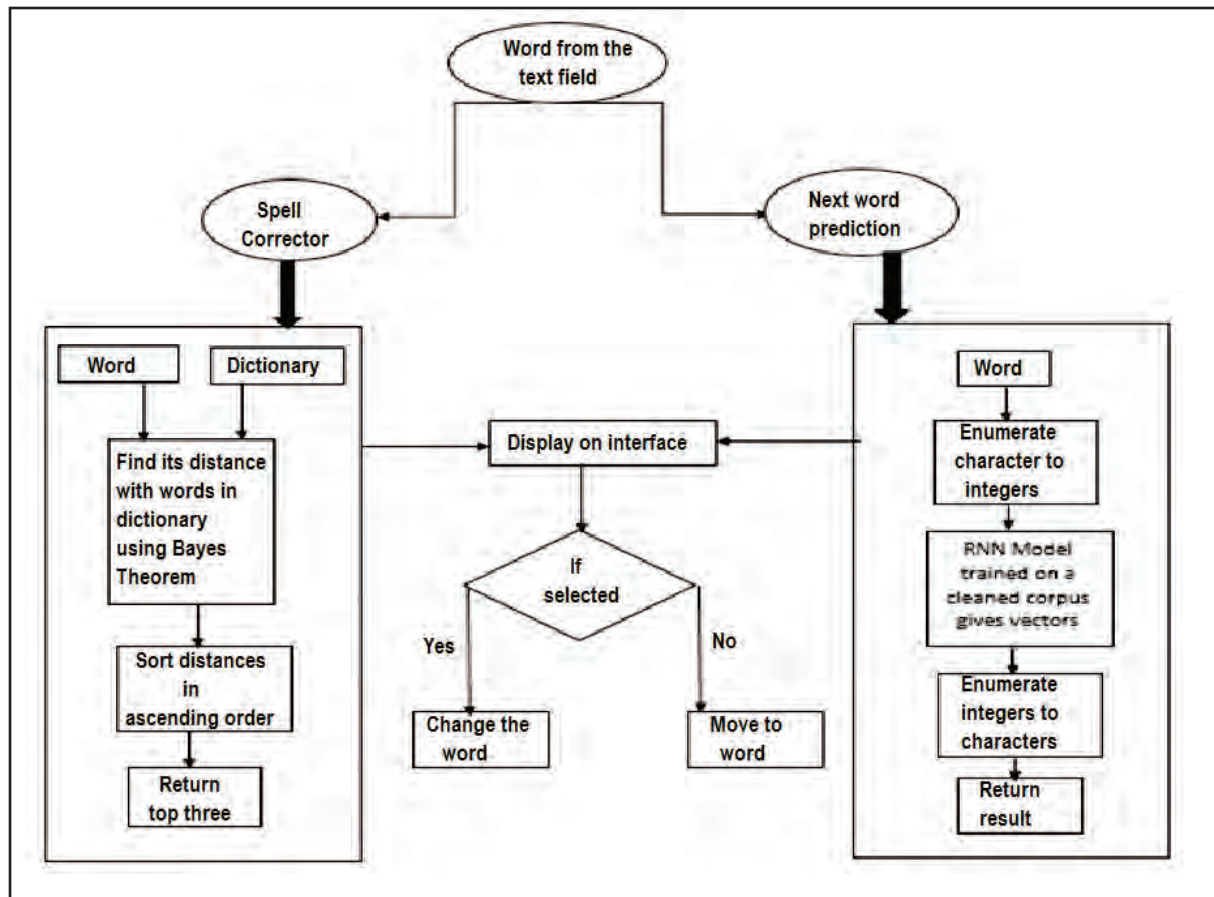 Word from the
text field
Spell
Corrector
Next word
prediction
Word
Dictionary
Find its distance
with words in
dictionary
using Bayes
Theorem
Sort distances
in
ascending order
Return
top three
Display on interface
If
selected
Yes
No
Change the
word
Move to
word
Word
Enumerate
character to
integers
RNN Model
trained on a
cleaned corpus
gives vectors
Enumerate
integers to
characters
Return
result